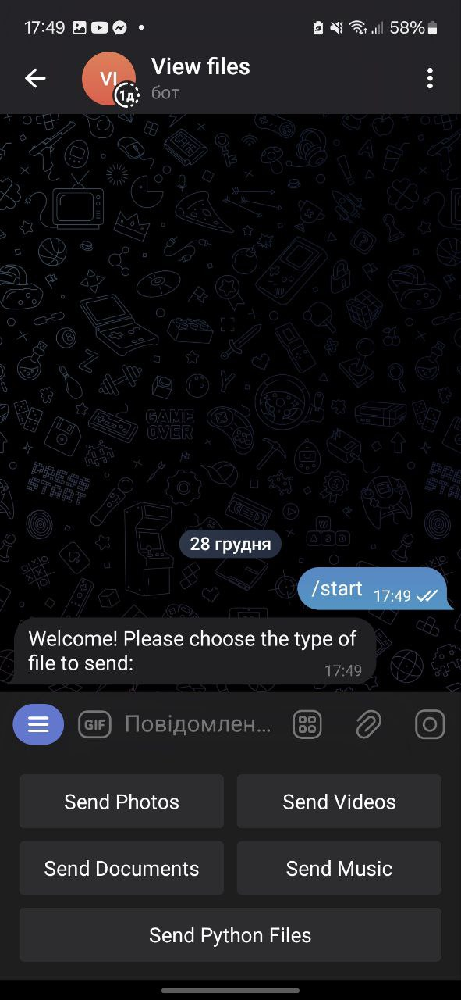 17:49 58%
VI
1д
View files
бот
GAME
OVER
PRESS
START
28 грудня
/start 17:49
Welcome! Please choose the type of
file to send:
17:49
GIF Повідомлен...
Send Photos
Send Videos
Send Documents
Send Music
Send Python Files